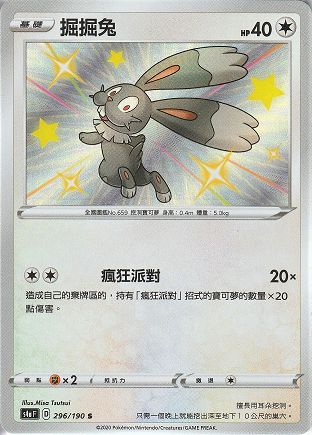 基礎 掘掘兔 HP40
全國圖鑑No.659 挖洞寶可夢 身高：0.4m 體重：5.0kg
瘋狂派對 20×
造成自己的棄牌區的，持有「瘋狂派對」招式的寶可夢的數量×20
點傷害。
弱點 ×2 抵抗力 撤退
Illus.Misa Tsutsui
s4a F D 296/190 S
擅長用耳朵挖洞。
只需一個晚上就能挖出深至地下１０公尺的巢穴。
©2020 Pokémon/Nintendo/Creatures/GAME FREAK.